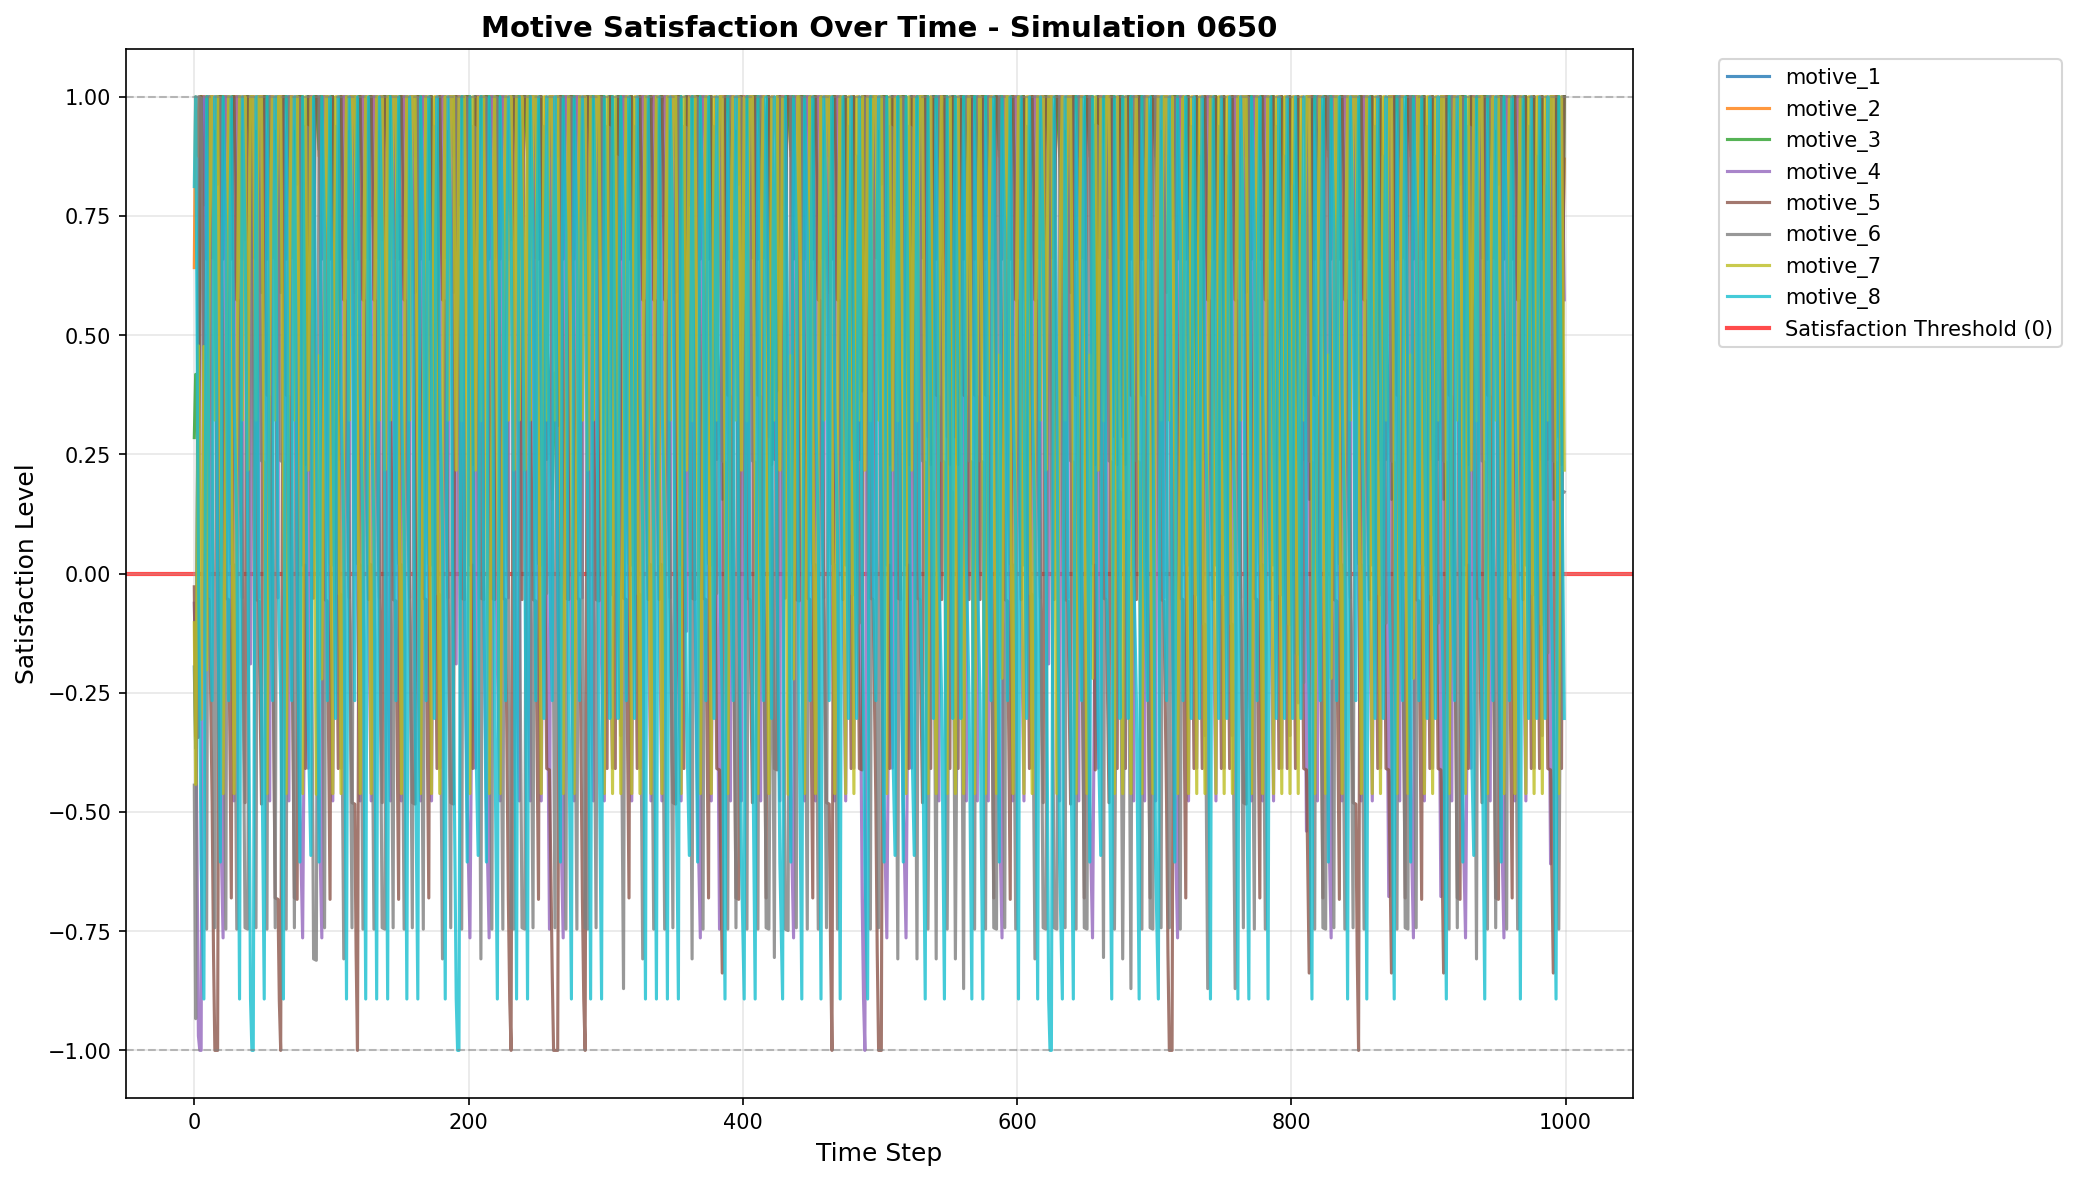 Motive Satisfaction Over Time - Simulation 0650
1.00
0.75
0.50
0.25
0.00
−0.25
−0.50
−0.75
−1.00
Satisfaction Level
0
200
400
600
800
1000
Time Step
motive_1
motive_2
motive_3
motive_4
motive_5
motive_6
motive_7
motive_8
Satisfaction Threshold (0)